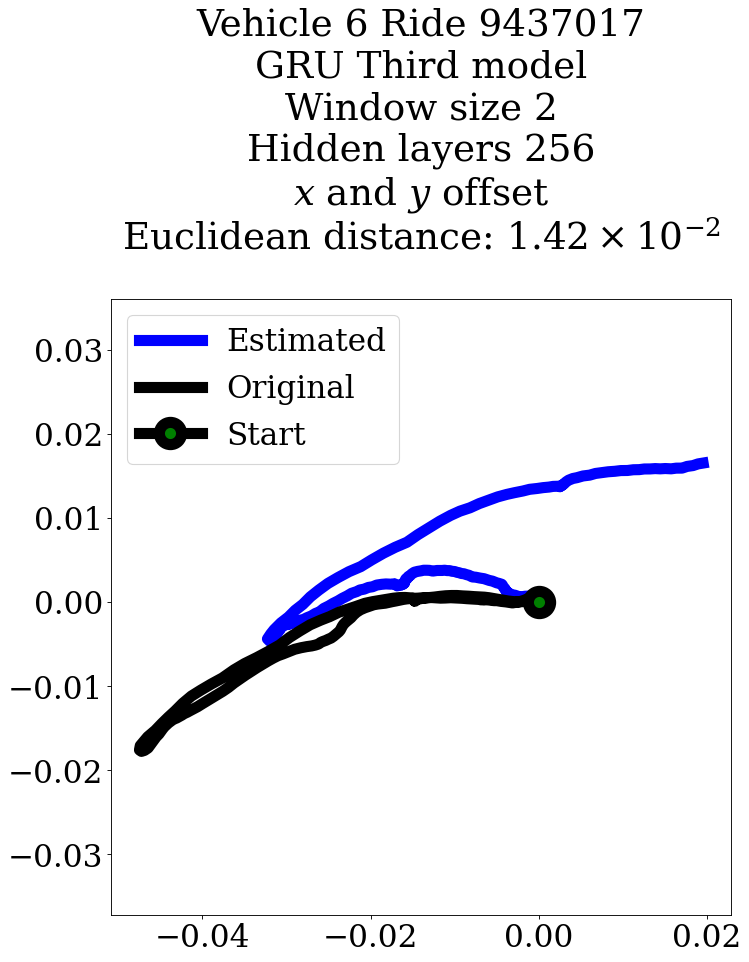 Vehicle 6 Ride 9437017
GRU Third model
Window size 2
Hidden layers 256
x and y offset
Euclidean distance: 1.42 × 10⁻²
Estimated
Original
Start
0.03
0.02
0.01
0.00
−0.01
−0.02
−0.03
−0.04
−0.02
0.00
0.02